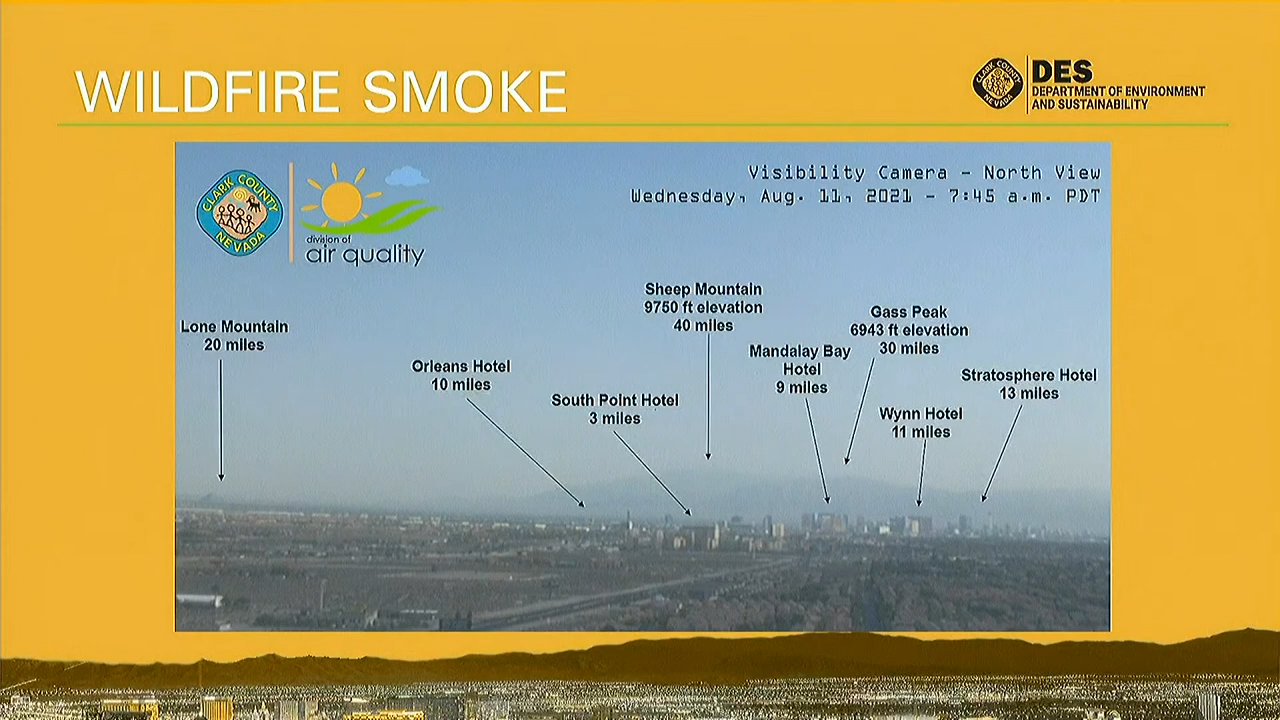 WILDFIRE SMOKE
CLARK COUNTY
NEVADA
DES
DEPARTMENT OF ENVIRONMENT
AND SUSTAINABILITY
CLARK COUNTY
NEVADA
division of
air quality
Visibility Camera - North View
Wednesday, Aug. 11, 2021 - 7:45 a.m. PDT
Sheep Mountain
9750 ft elevation
40 miles
Gass Peak
6943 ft elevation
30 miles
Lone Mountain
20 miles
Mandalay Bay
Hotel
9 miles
Orleans Hotel
10 miles
Stratosphere Hotel
13 miles
South Point Hotel
3 miles
Wynn Hotel
11 miles